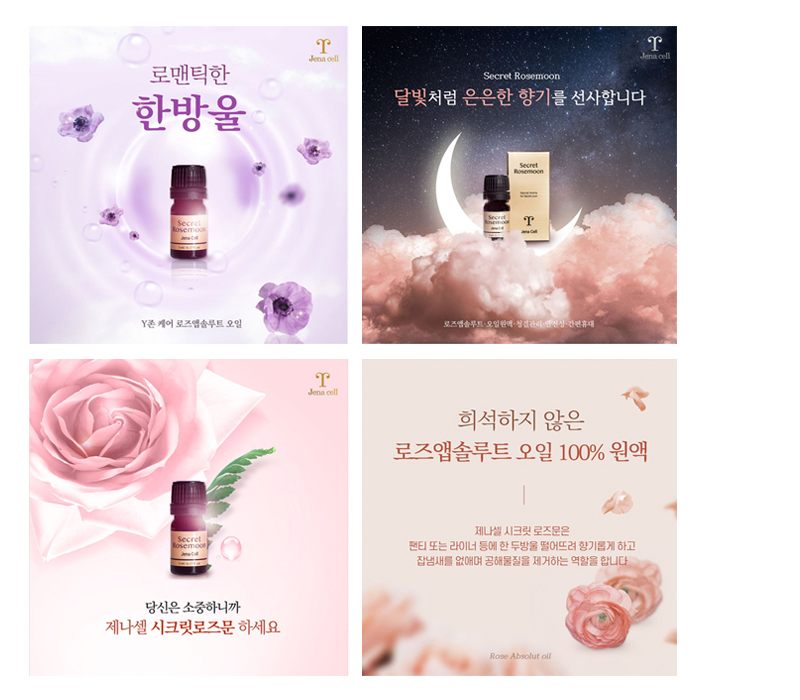 Jena cell
로맨틱한
한방울
Secret
Rosemoon
Jena Cell
Y존 케어 로즈앱솔루트 오일
Jena cell
Secret Rosemoon
달빛처럼 은은한 향기를 선사합니다
Secret
Rosemoon
Jena Cell
Secret
Rosemoon
Jena Cell
로즈앱솔루트·오일원액·청결관리·안전성·간편휴대
Jena cell
Secret
Rosemoon
Jena Cell
당신은 소중하니까
제나셀 시크릿로즈문 하세요
희석하지 않은
로즈앱솔루트 오일 100% 원액
제나셀 시크릿 로즈문은
팬티 또는 라이너 등에 한 두방울 떨어뜨려 향기롭게 하고
잡냄새를 없애며 공해물질을 제거하는 역할을 합니다
Rose Absolut oil